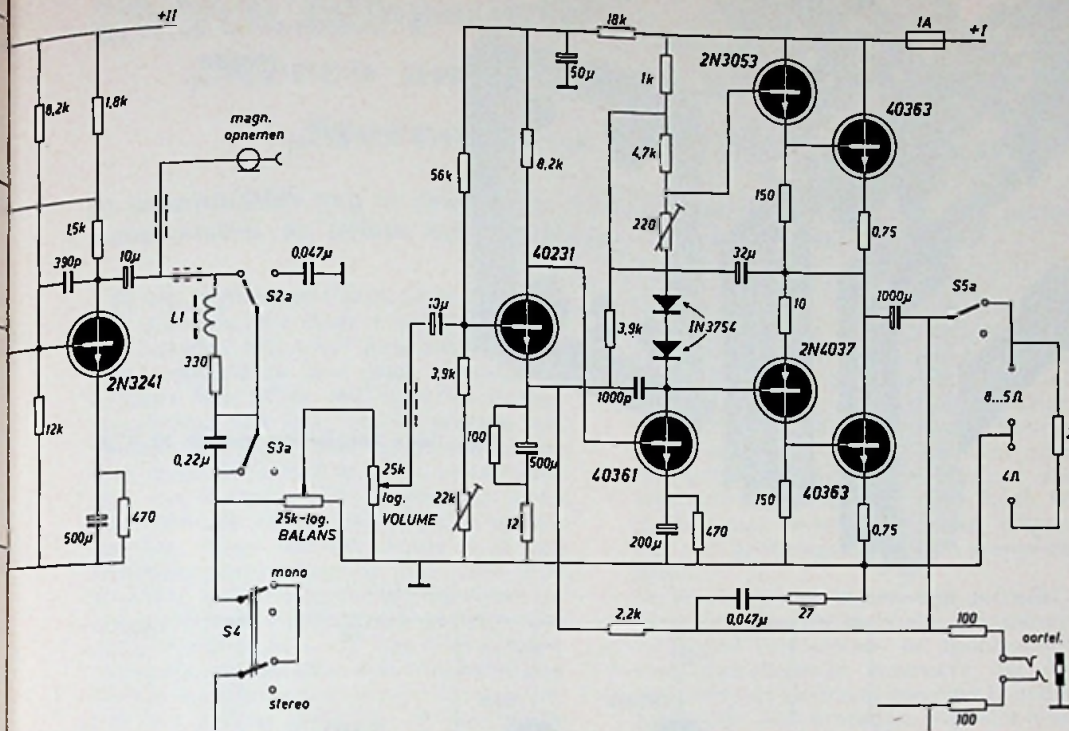 +II
8,2k
1,8k
magn.
opnemen
15k
390p
10µ
0,047µ
S2a
L1
330
2N3241
12k
0,22µ
S3a
25k-log.
BALANS
25k
log.
VOLUME
500µ
470
mono
S4
stereo
18k
50µ
56k
8,2k
40231
10µ
3,9k
22k
100
500µ
12
1k
4,7k
220
3,9k
1000p
IN3754
40361
200µ
470
2,2k
0,047µ
27
1A
+I
2N3053
40363
150
0,75
32µ
10
2N4037
1000µ
S5a
150
40363
0,75
8...5 Ω
4Ω
100
oortel.
100